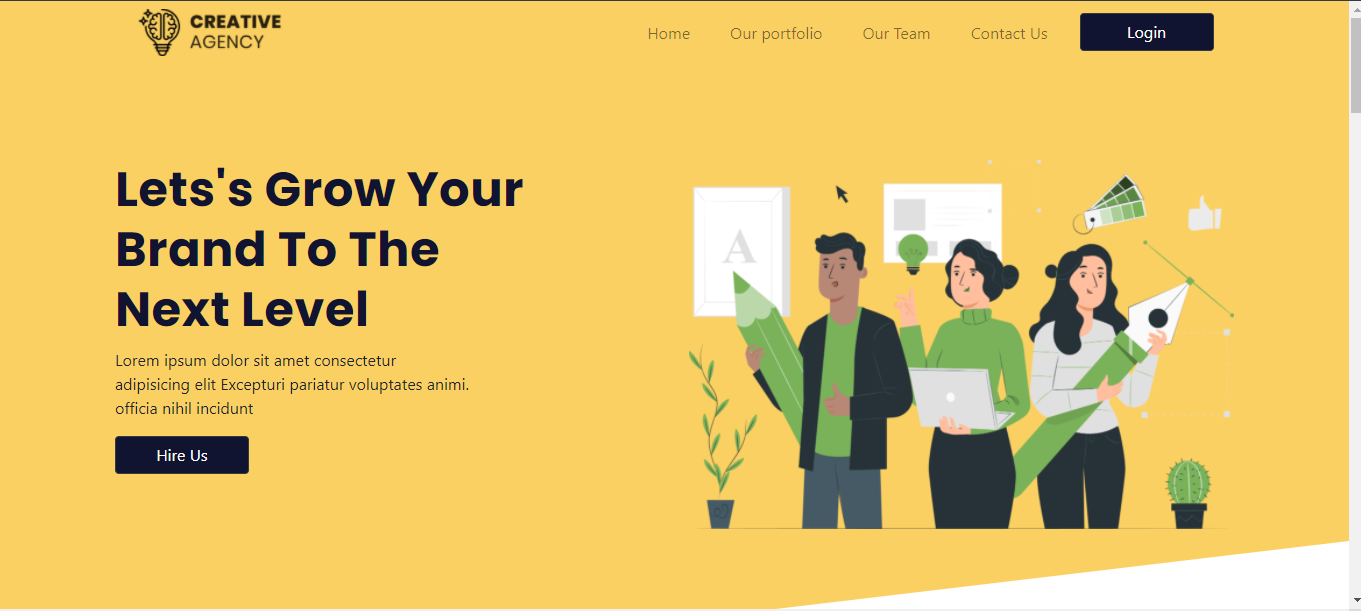 CREATIVE
AGENCY
Home Our portfolio Our Team Contact Us Login
Lets's Grow Your
Brand To The
Next Level
Lorem ipsum dolor sit amet consectetur
adipisicing elit Excepturi pariatur voluptates animi.
officia nihil incidunt
Hire Us
A